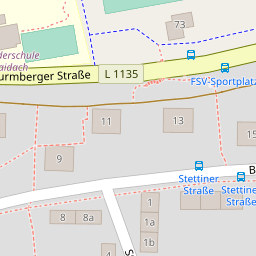 73
derschule
aidach
urmberger Straße
L 1135
FSV-Sportplatz
11
13
15
9
Stettiner
Straße
B
Stettine
Straße
8
8a
1
1a
1b
4
S